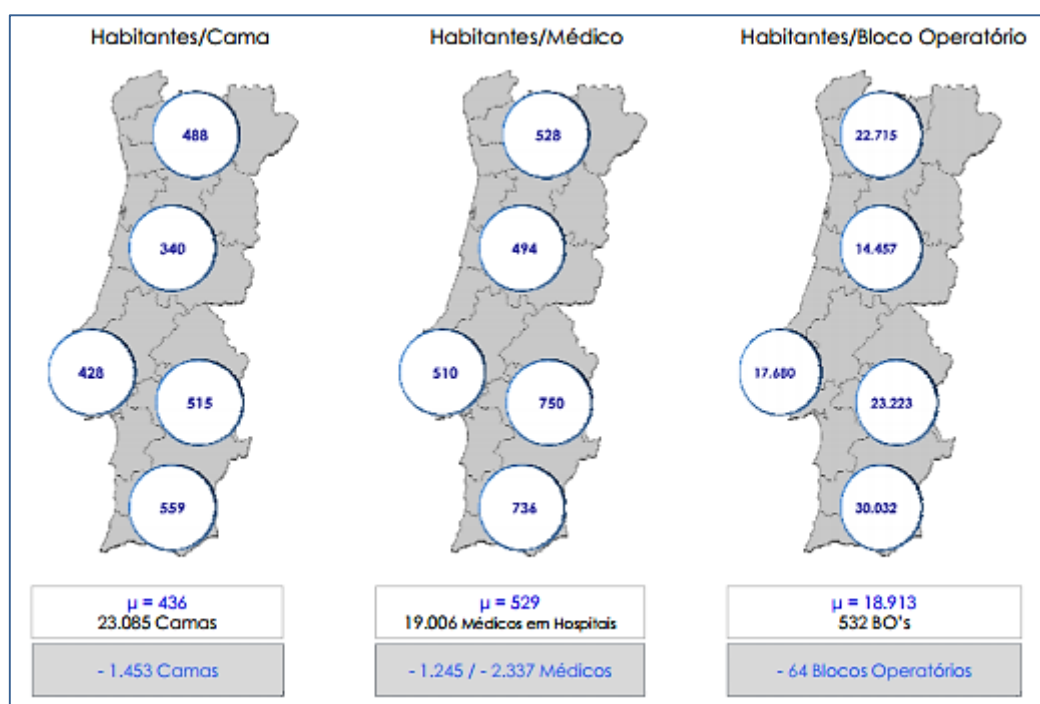 Habitantes/Cama
488
340
428
515
559
µ = 436
23.085 Camas
- 1.453 Camas
Habitantes/Médico
528
494
510
750
736
µ = 529
19.006 Médicos em Hospitais
- 1.245 / - 2.337 Médicos
Habitantes/Bloco Operatório
22.715
14.457
17.680
23.223
30.032
µ = 18.913
532 BO's
- 64 Blocos Operatórios